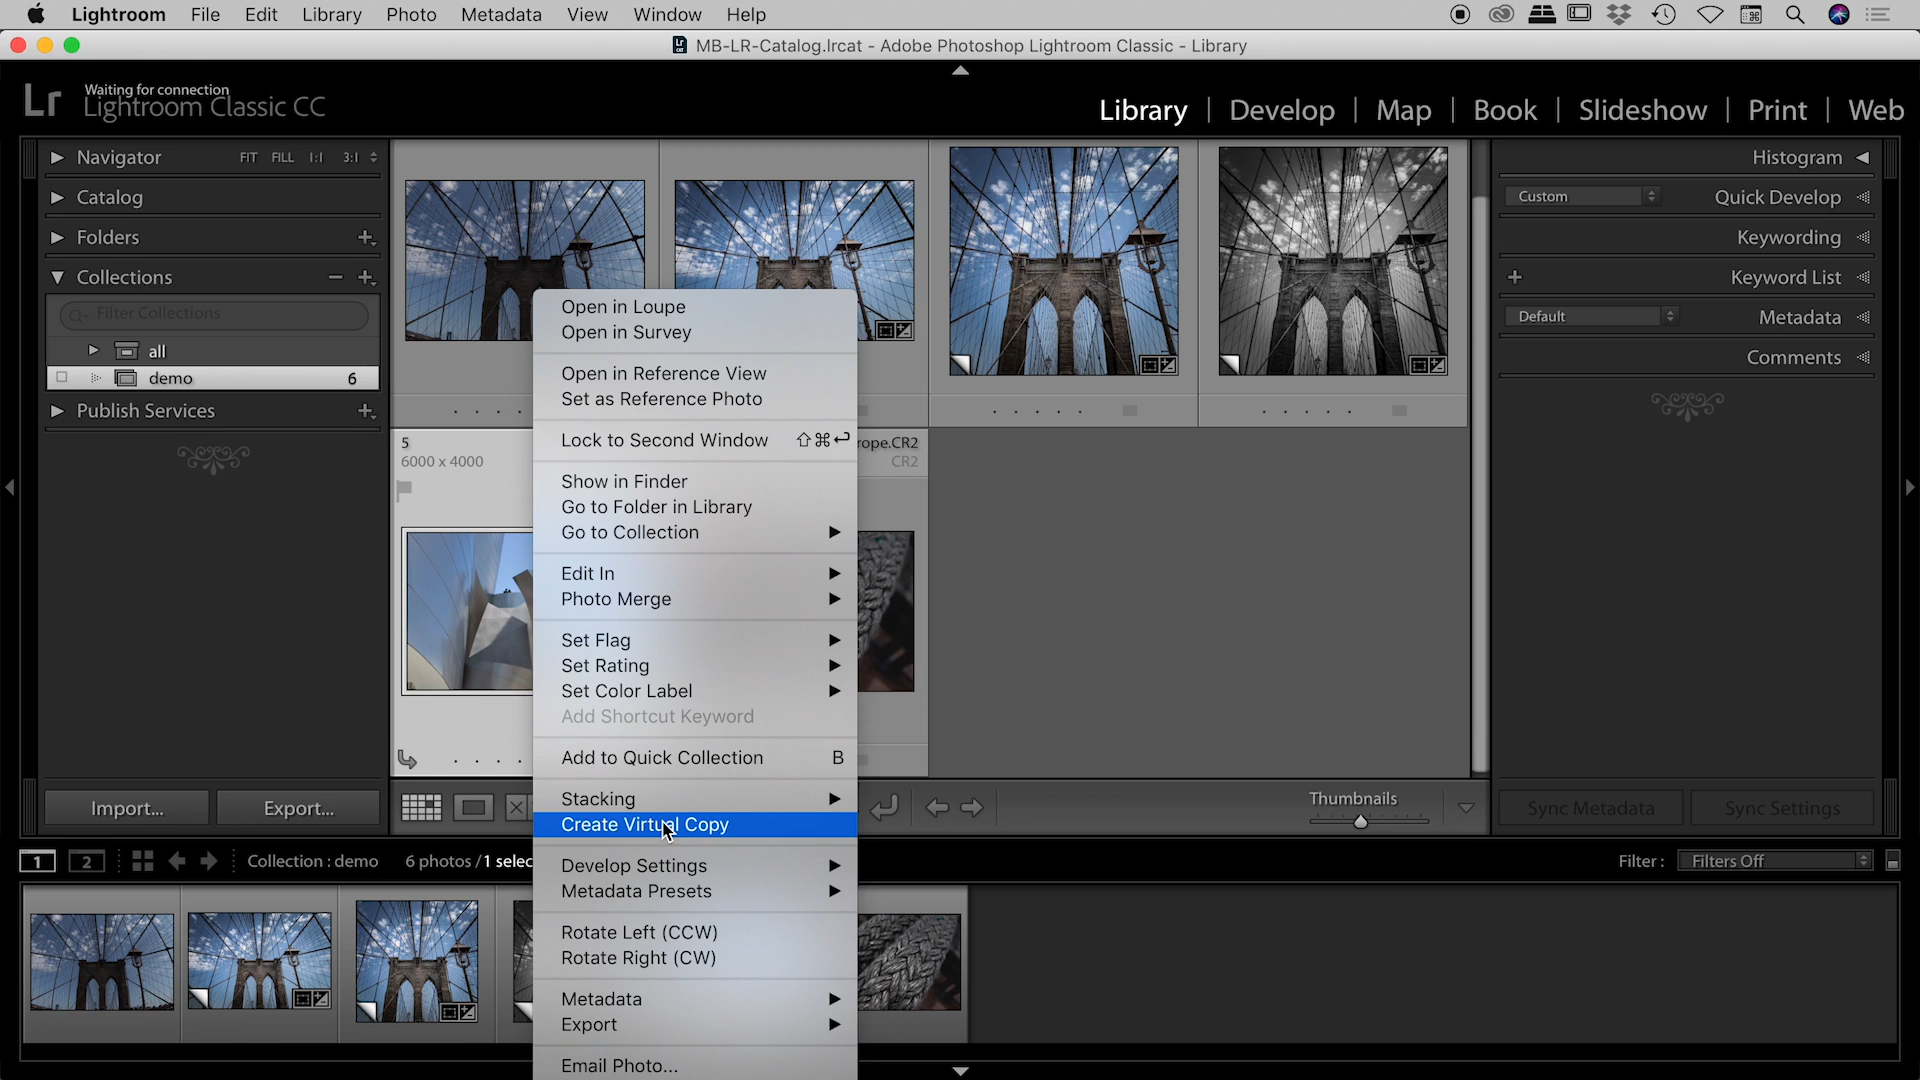 Lightroom File Edit Library Photo Metadata View Window Help
MB-LR-Catalog.lrcat - Adobe Photoshop Lightroom Classic - Library
Lr Waiting for connection
Lightroom Classic CC
Library | Develop | Map | Book | Slideshow | Print | Web
Navigator FIT FILL 1:1 3:1
Catalog
Folders
Collections
Filter Collections
all
demo 6
Publish Services
Import...
Export...
5
6000 x 4000
rope.CR2
CR2
Open in Loupe
Open in Survey
Open in Reference View
Set as Reference Photo
Lock to Second Window ⇧⌘↩
Show in Finder
Go to Folder in Library
Go to Collection
Edit In
Photo Merge
Set Flag
Set Rating
Set Color Label
Add Shortcut Keyword
Add to Quick Collection B
Stacking
Create Virtual Copy
Develop Settings
Metadata Presets
Rotate Left (CCW)
Rotate Right (CW)
Metadata
Export
Email Photo...
Histogram
Custom Quick Develop
Keywording
Keyword List
Default Metadata
Comments
Thumbnails
Sync Metadata
Sync Settings
1 2 Collection : demo 6 photos / 1 selec
Filter : Filters Off